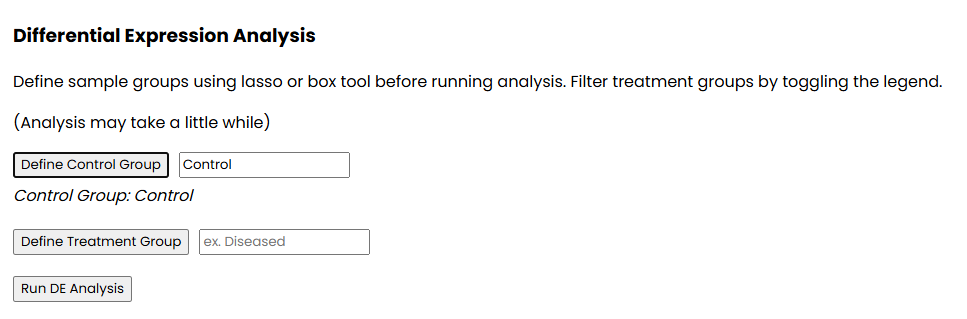 Differential Expression Analysis
Define sample groups using lasso or box tool before running analysis. Filter treatment groups by toggling the legend.
(Analysis may take a little while)
Define Control Group Control
Control Group: Control
Define Treatment Group ex. Diseased
Run DE Analysis